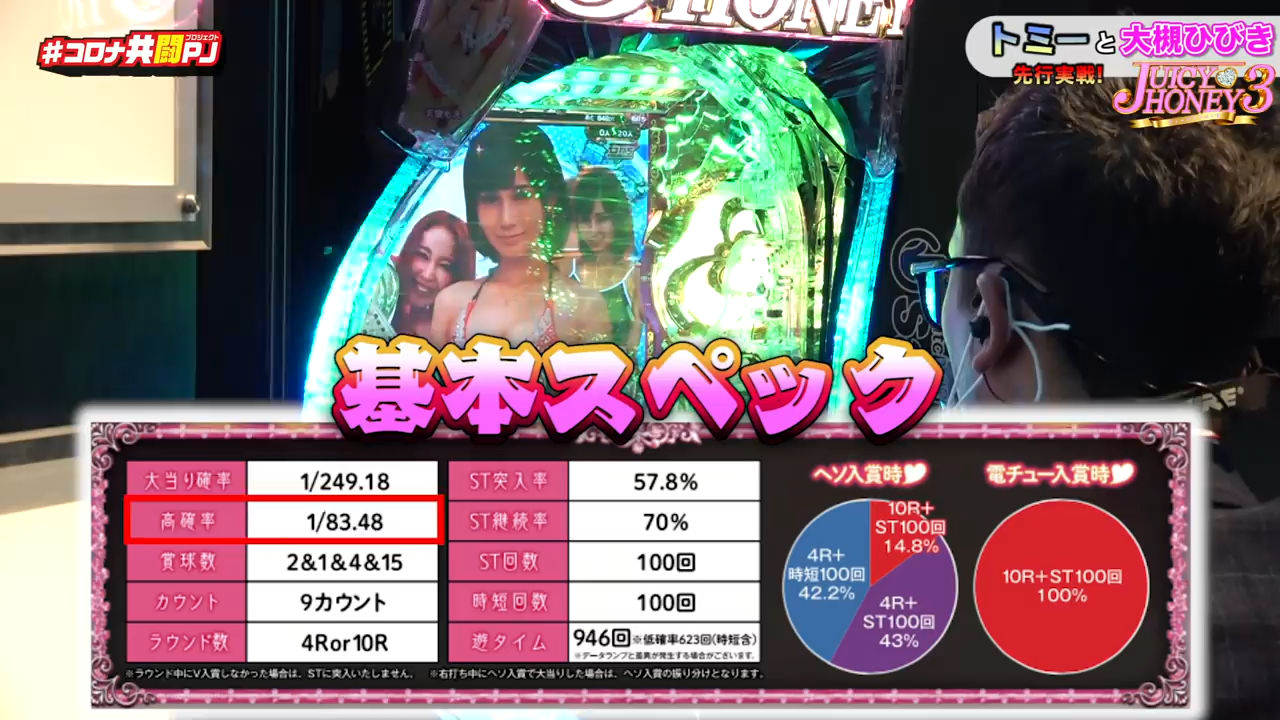 #コロナ共闘PJ
プロジェクト
HONEY
トミーと大槻ひびき
先行実戦!
JUICY HONEY 3
0人 20人
基本スペック
大当り確率 1/249.18
高確率 1/83.48
賞球数 2&1&4&15
カウント 9カウント
ラウンド数 4Ror10R
ST突入率 57.8%
ST継続率 70%
ST回数 100回
時短回数 100回
遊タイム 946回※低確率623回(時短含)
※データランプと差異が発生する場合がございます。
ヘソ入賞時
10R+
ST100回
14.8%
4R+
時短100回
42.2%
4R+
ST100回
43%
電チュー入賞時
10R+ST100回
100%
※ラウンド中にV入賞しなかった場合は、STに突入いたしません。 ※右打ち中にヘソ入賞で大当りした場合は、ヘソ入賞の振り分けとなります。